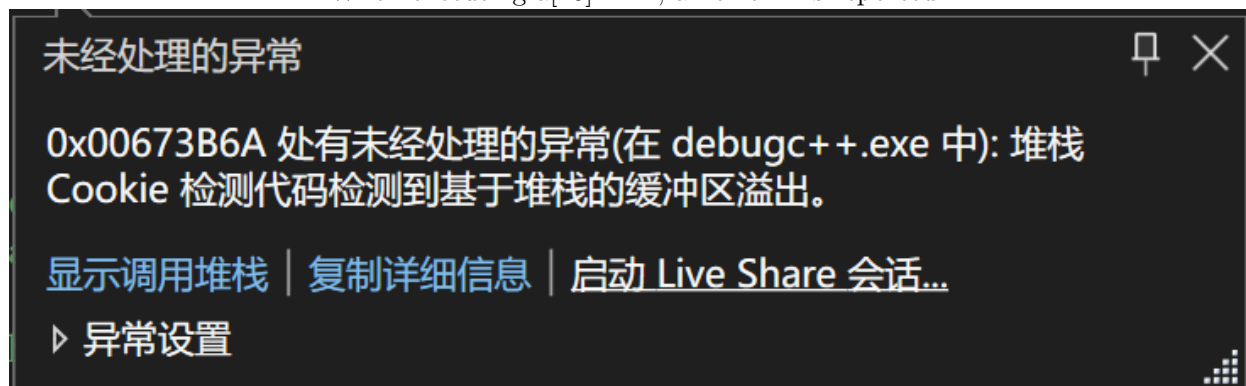 未经处理的异常
0x00673B6A 处有未经处理的异常(在 debugc++.exe 中): 堆栈
Cookie 检测代码检测到基于堆栈的缓冲区溢出。
显示调用堆栈 | 复制详细信息 | 启动 Live Share 会话...
异常设置